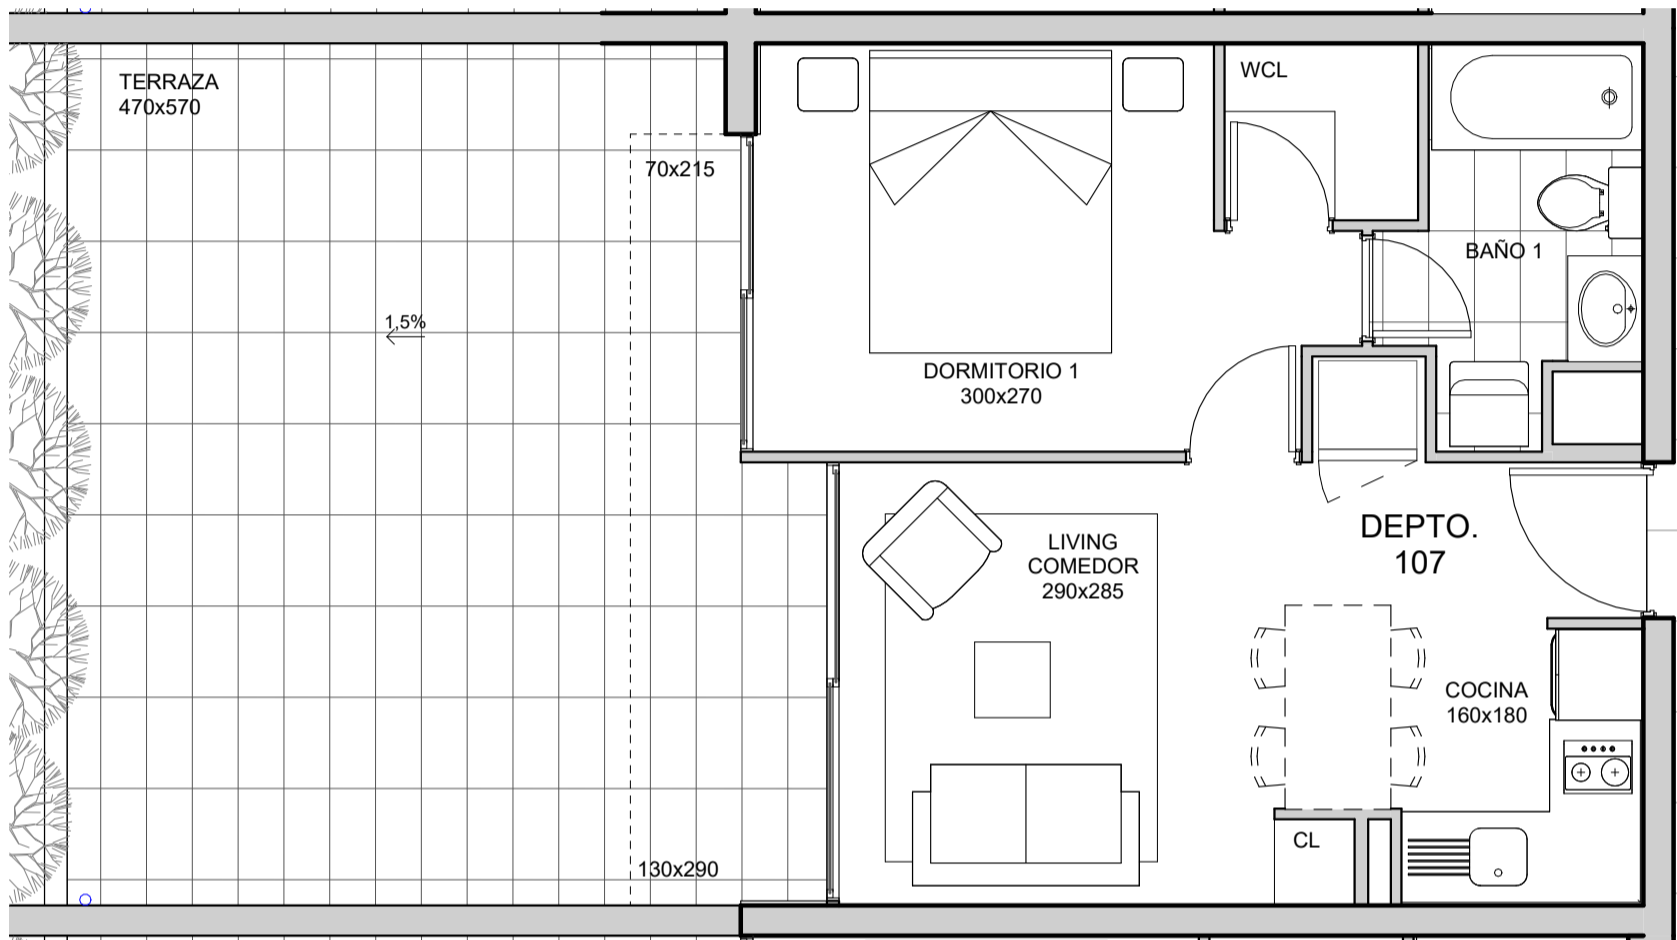 TERRAZA
470x570
WCL
70x215
BAÑO 1
1,5%
DORMITORIO 1
300x270
DEPTO.
107
LIVING
COMEDOR
290x285
COCINA
160x180
CL
130x290